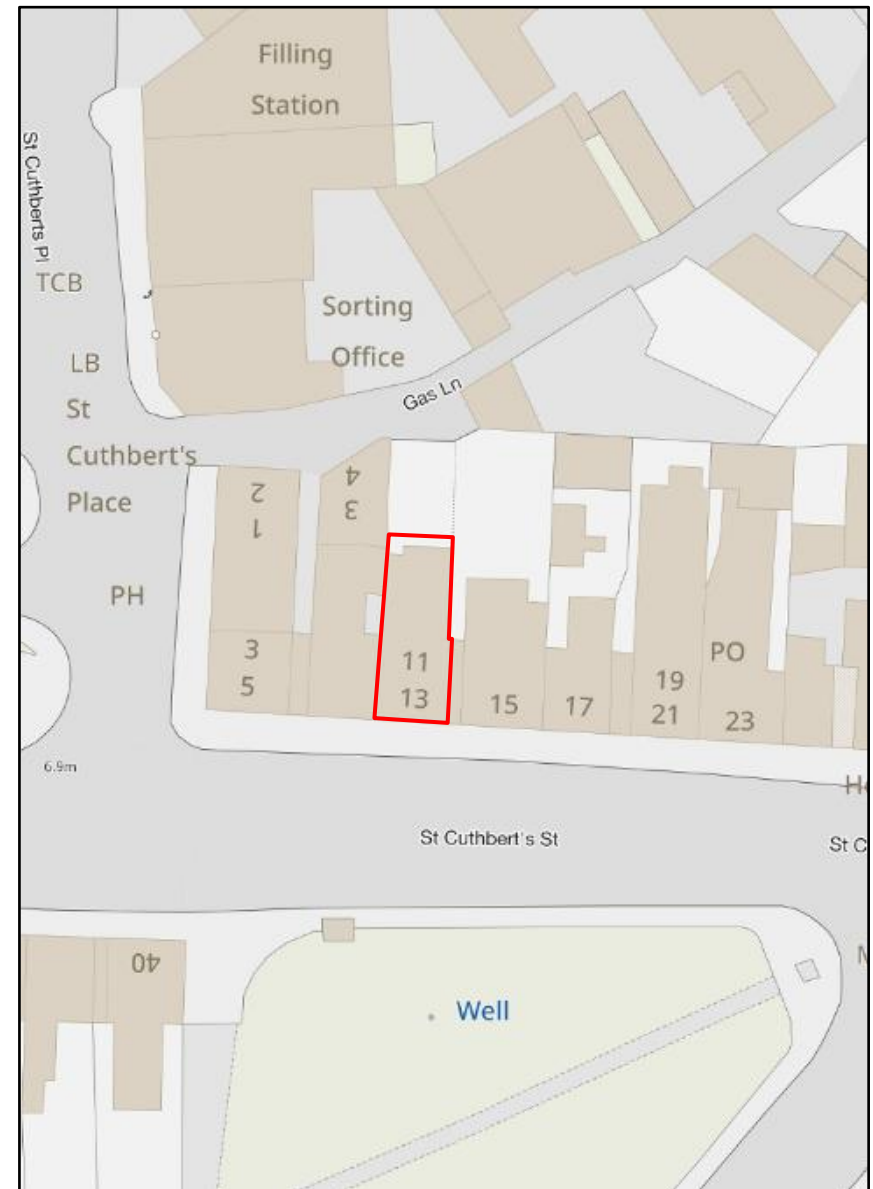 Filling
Station
St Cuthberts Pl
TCB
Sorting
Office
LB
St
Cuthbert's
Place
Gas Ln
2
1
4
3
PH
3
5
11
13
15
17
19
21
PO
23
6.9m
St Cuthbert's St
St C
40
Well